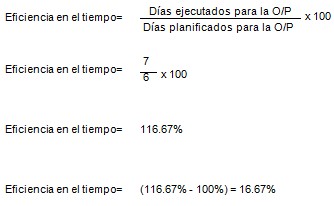 Eficiencia en el tiempo= Días ejecutados para la O/P x 100
Días planificados para la O/P
Eficiencia en el tiempo= 7 x 100
6
Eficiencia en el tiempo= 116.67%
Eficiencia en el tiempo= (116.67% - 100%) = 16.67%